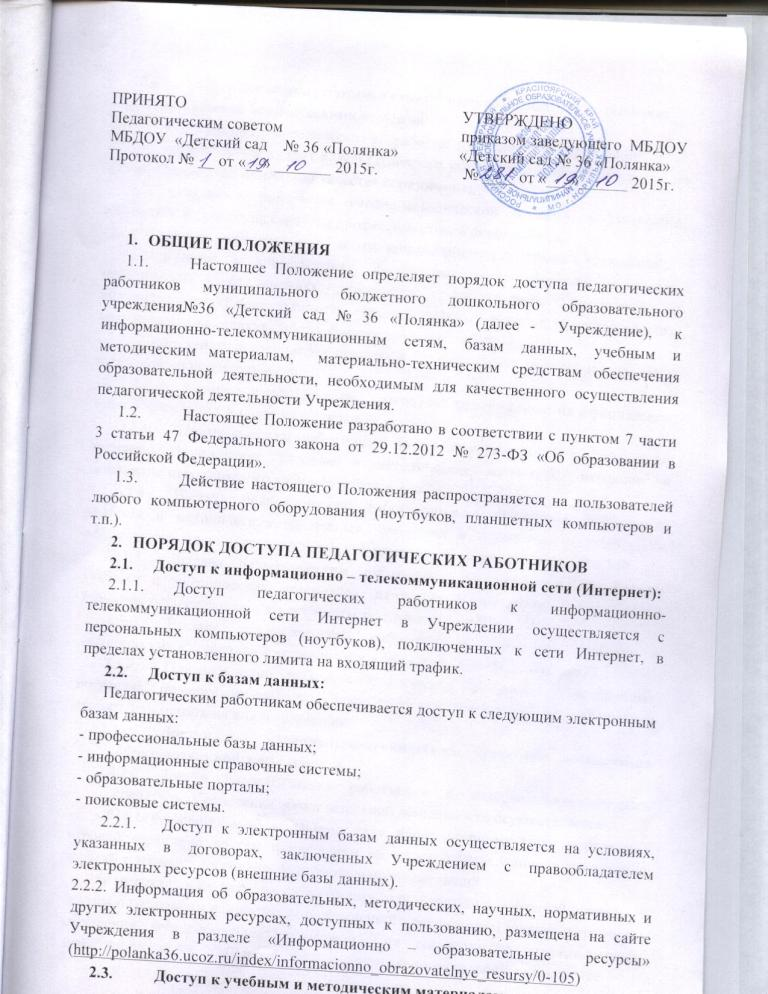 ПРИНЯТО
Педагогическим советом
МБДОУ «Детский сад № 36 «Полянка»
Протокол № 1 от «19» 10 2015г.
УТВЕРЖДЕНО
приказом заведующего МБДОУ
«Детский сад № 36 «Полянка»
№ 281 от «19» 10 2015г.
КРАСНОЯРСКИЙ КРАЙ
1. ОБЩИЕ ПОЛОЖЕНИЯ
1.1. Настоящее Положение определяет порядок доступа педагогических
работников муниципального бюджетного дошкольного образовательного
учреждения№36 «Детский сад № 36 «Полянка» (далее - Учреждение), к
информационно-телекоммуникационным сетям, базам данных, учебным и
методическим материалам, материально-техническим средствам обеспечения
образовательной деятельности, необходимым для качественного осуществления
педагогической деятельности Учреждения.
1.2. Настоящее Положение разработано в соответствии с пунктом 7 части
3 статьи 47 Федерального закона от 29.12.2012 № 273-ФЗ «Об образовании в
Российской Федерации».
1.3. Действие настоящего Положения распространяется на пользователей
любого компьютерного оборудования (ноутбуков, планшетных компьютеров и
т.п.).
2. ПОРЯДОК ДОСТУПА ПЕДАГОГИЧЕСКИХ РАБОТНИКОВ
2.1. Доступ к информационно – телекоммуникационной сети (Интернет):
2.1.1. Доступ педагогических работников к информационно-
телекоммуникационной сети Интернет в Учреждении осуществляется с
персональных компьютеров (ноутбуков), подключенных к сети Интернет, в
пределах установленного лимита на входящий трафик.
2.2. Доступ к базам данных:
Педагогическим работникам обеспечивается доступ к следующим электронным
базам данных:
- профессиональные базы данных;
- информационные справочные системы;
- образовательные порталы;
- поисковые системы.
2.2.1. Доступ к электронным базам данных осуществляется на условиях,
указанных в договорах, заключенных Учреждением с правообладателем
электронных ресурсов (внешние базы данных).
2.2.2. Информация об образовательных, методических, научных, нормативных и
других электронных ресурсах, доступных к пользованию, размещена на сайте
Учреждения в разделе «Информационно – образовательные ресурсы»
(http://polanka36.ucoz.ru/index/informacionno_obrazovatelnye_resursy/0-105)
2.3. Доступ к учебным и методическим